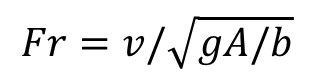 Fr = v/√gA/b